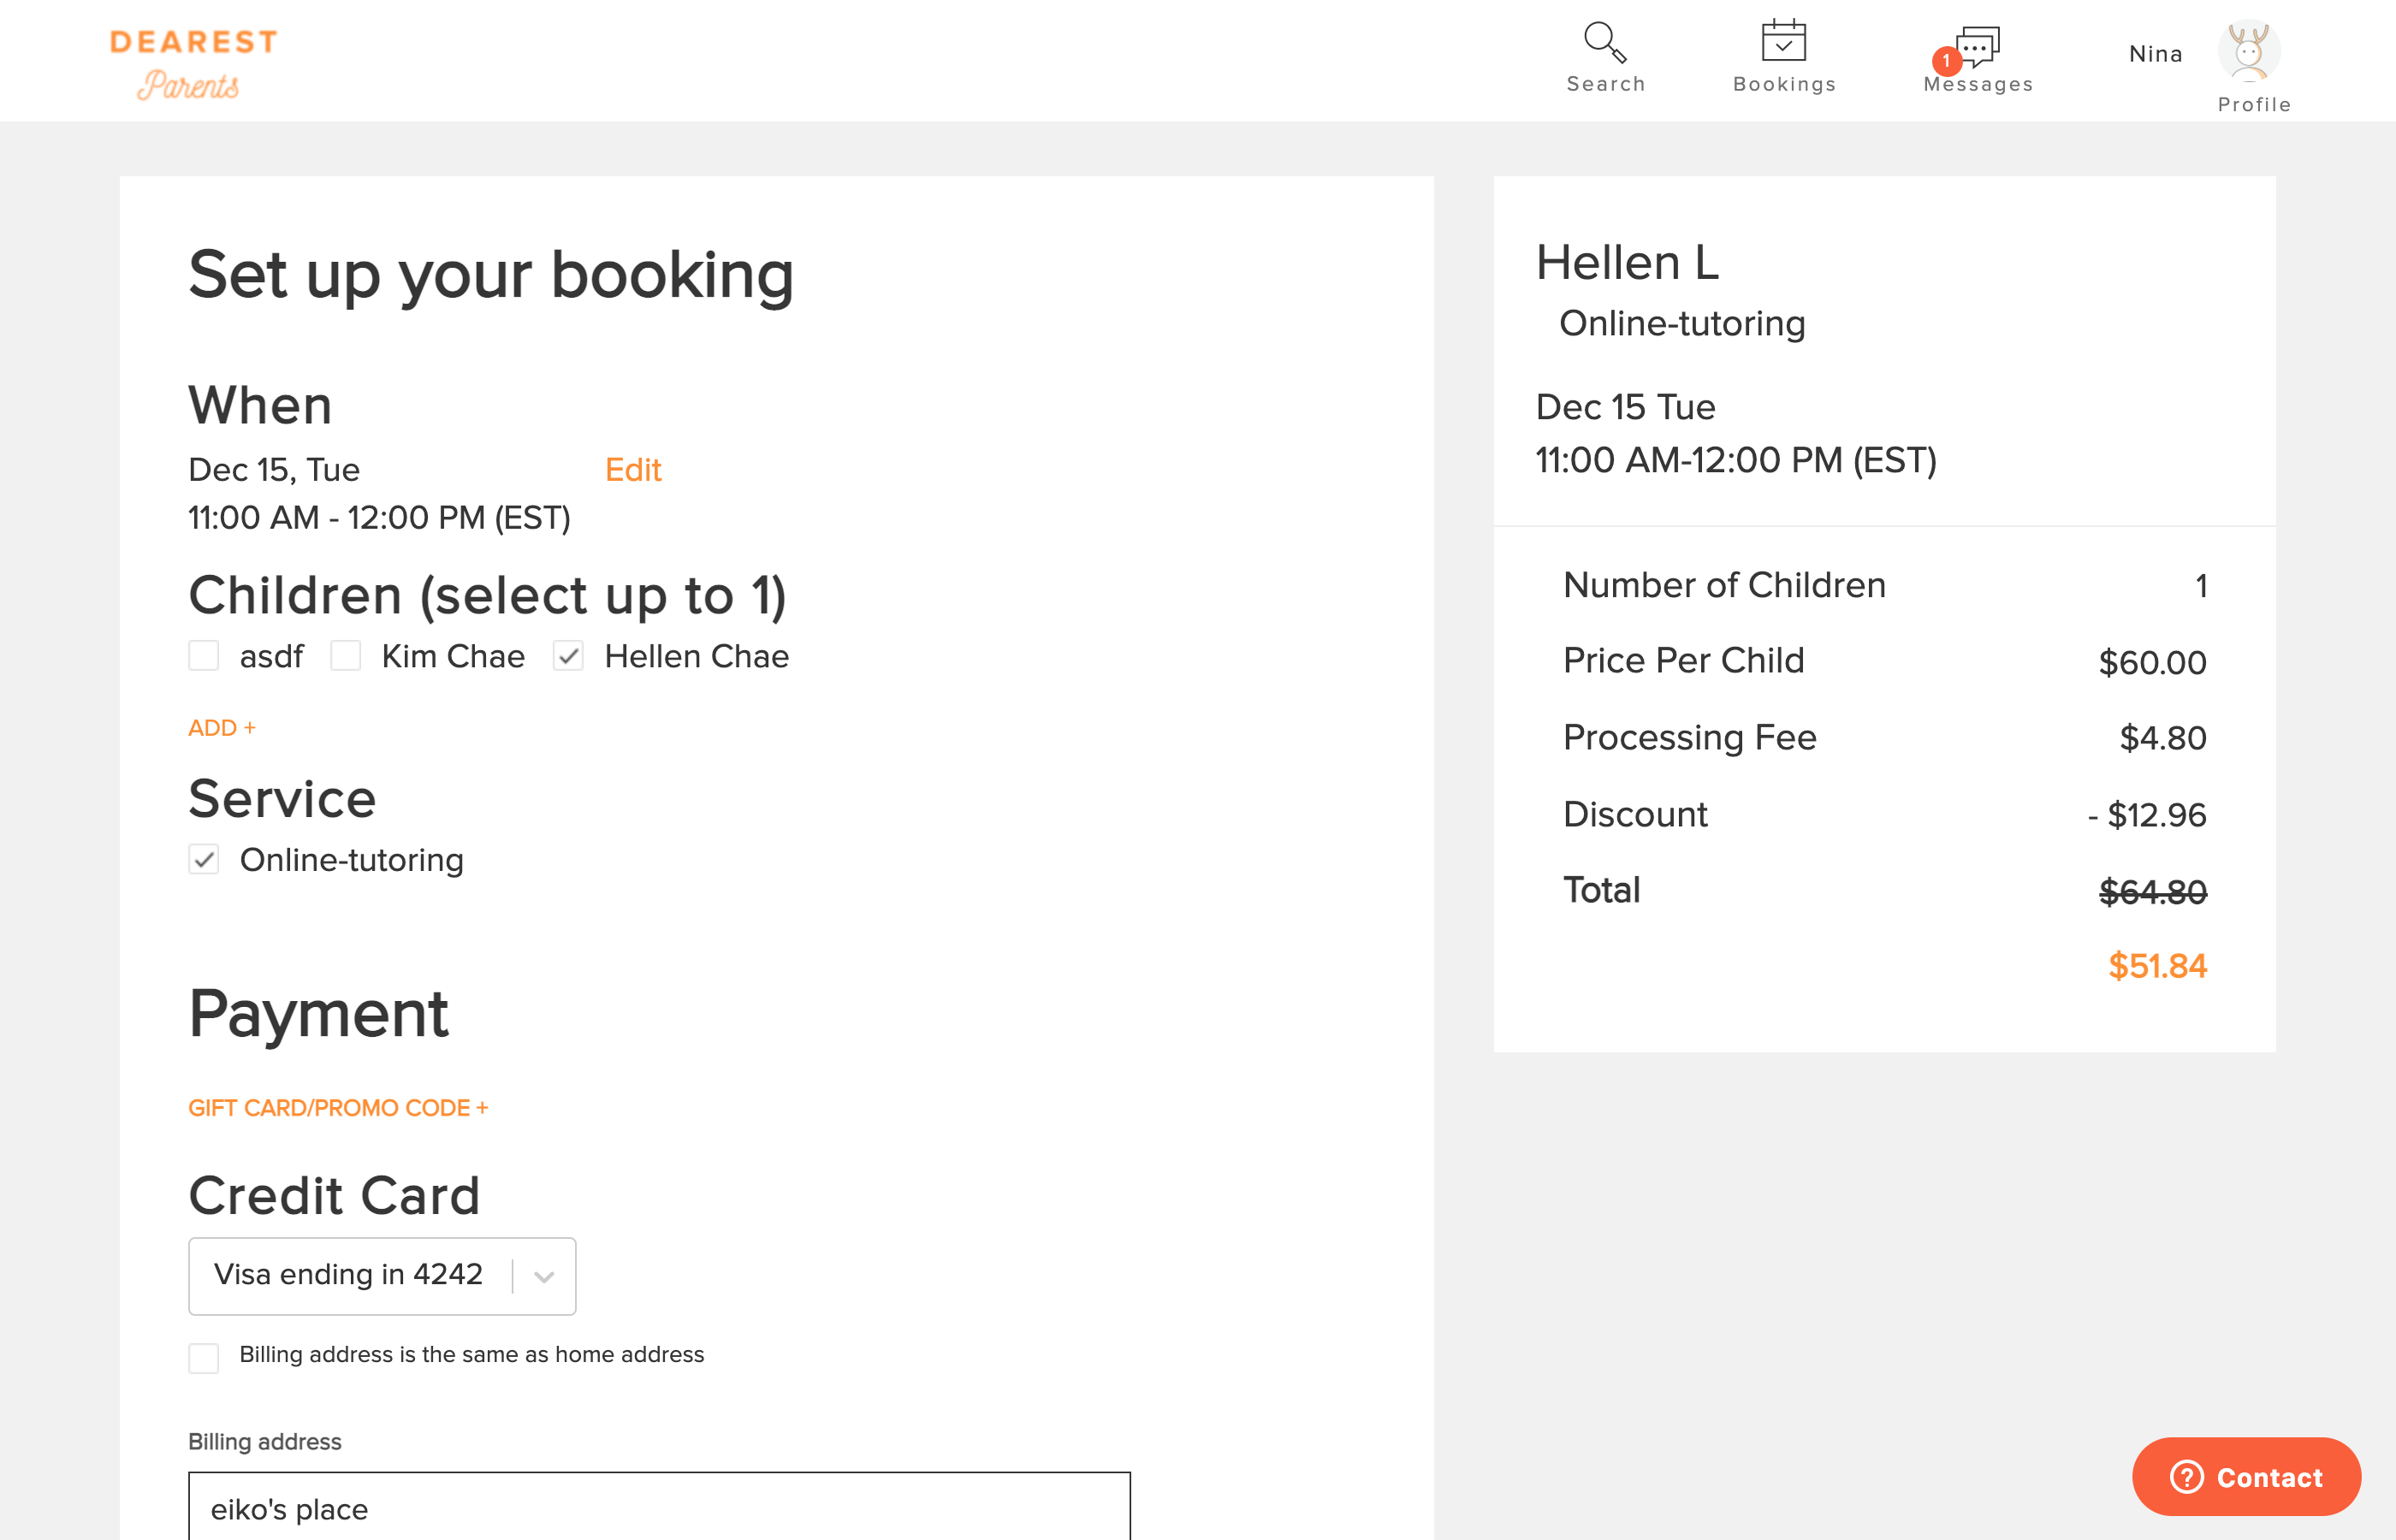 DEAREST
Parents
Search
Bookings
1
Messages
Nina
Profile
Set up your booking
When
Dec 15, Tue
Edit
11:00 AM - 12:00 PM (EST)
Children (select up to 1)
asdf
Kim Chae
Hellen Chae
ADD +
Service
Online-tutoring
Payment
GIFT CARD/PROMO CODE +
Credit Card
Visa ending in 4242
Billing address is the same as home address
Billing address
eiko's place
Hellen L
Online-tutoring
Dec 15 Tue
11:00 AM-12:00 PM (EST)
Number of Children 1
Price Per Child $60.00
Processing Fee $4.80
Discount - $12.96
Total $64.80
$51.84
? Contact